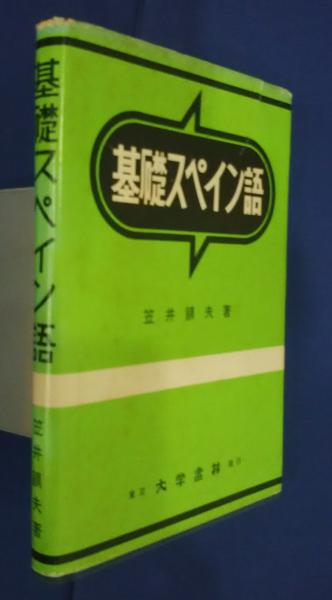 基礎スペイン語
笠井鎮夫著
東京 大学書林 発行
基礎スペイン語
笠井鎮夫著